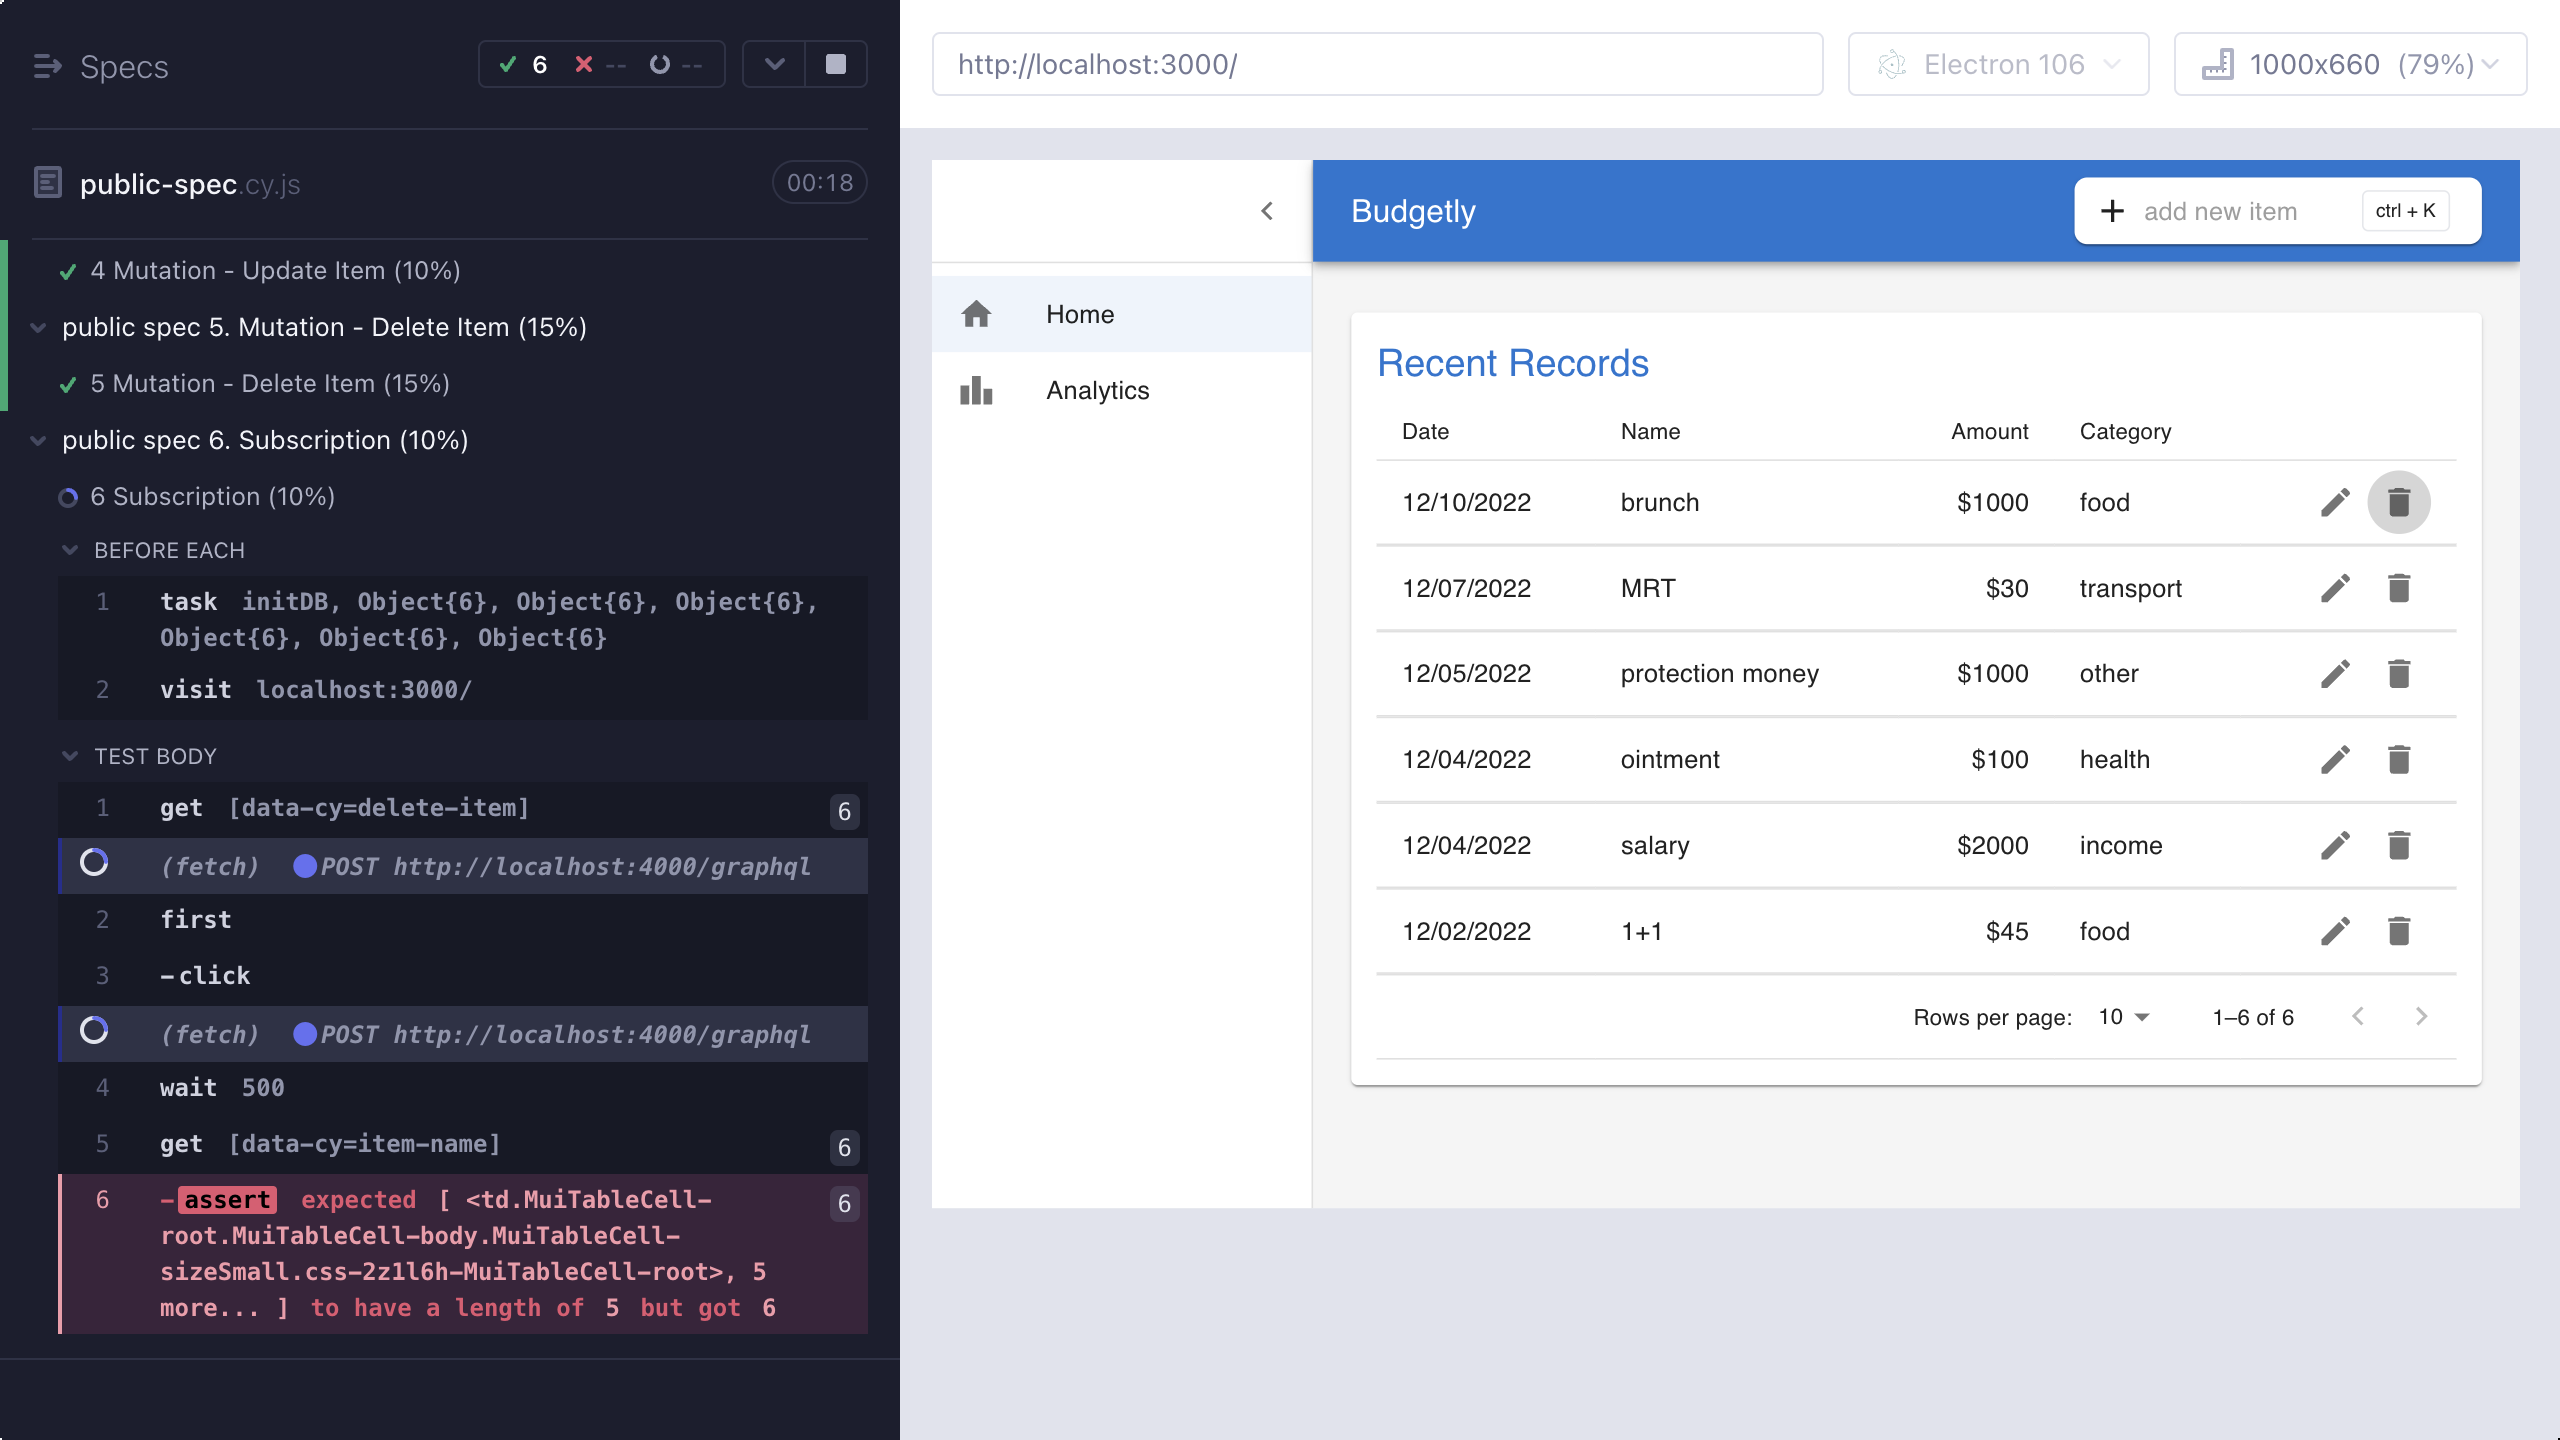 Specs
6 -- --
public-spec.cy.js 00:18
4 Mutation - Update Item (10%)
public spec 5. Mutation - Delete Item (15%)
5 Mutation - Delete Item (15%)
public spec 6. Subscription (10%)
6 Subscription (10%)
BEFORE EACH
1 task initDB, Object{6}, Object{6}, Object{6},
Object{6}, Object{6}, Object{6}
2 visit localhost:3000/
TEST BODY
1 get [data-cy=delete-item] 6
(fetch) POST http://localhost:4000/graphql
2 first
3 -click
(fetch) POST http://localhost:4000/graphql
4 wait 500
5 get [data-cy=item-name] 6
6 -assert expected [ <td.MuiTableCell- 6
root.MuiTableCell-body.MuiTableCell-
sizeSmall.css-2z1l6h-MuiTableCell-root>, 5
more... ] to have a length of 5 but got 6
http://localhost:3000/ Electron 106 1000x660 (79%)
Budgetly + add new item ctrl + K
Home
Analytics
Recent Records
Date Name Amount Category
12/10/2022 brunch $1000 food
12/07/2022 MRT $30 transport
12/05/2022 protection money $1000 other
12/04/2022 ointment $100 health
12/04/2022 salary $2000 income
12/02/2022 1+1 $45 food
Rows per page: 10 1–6 of 6